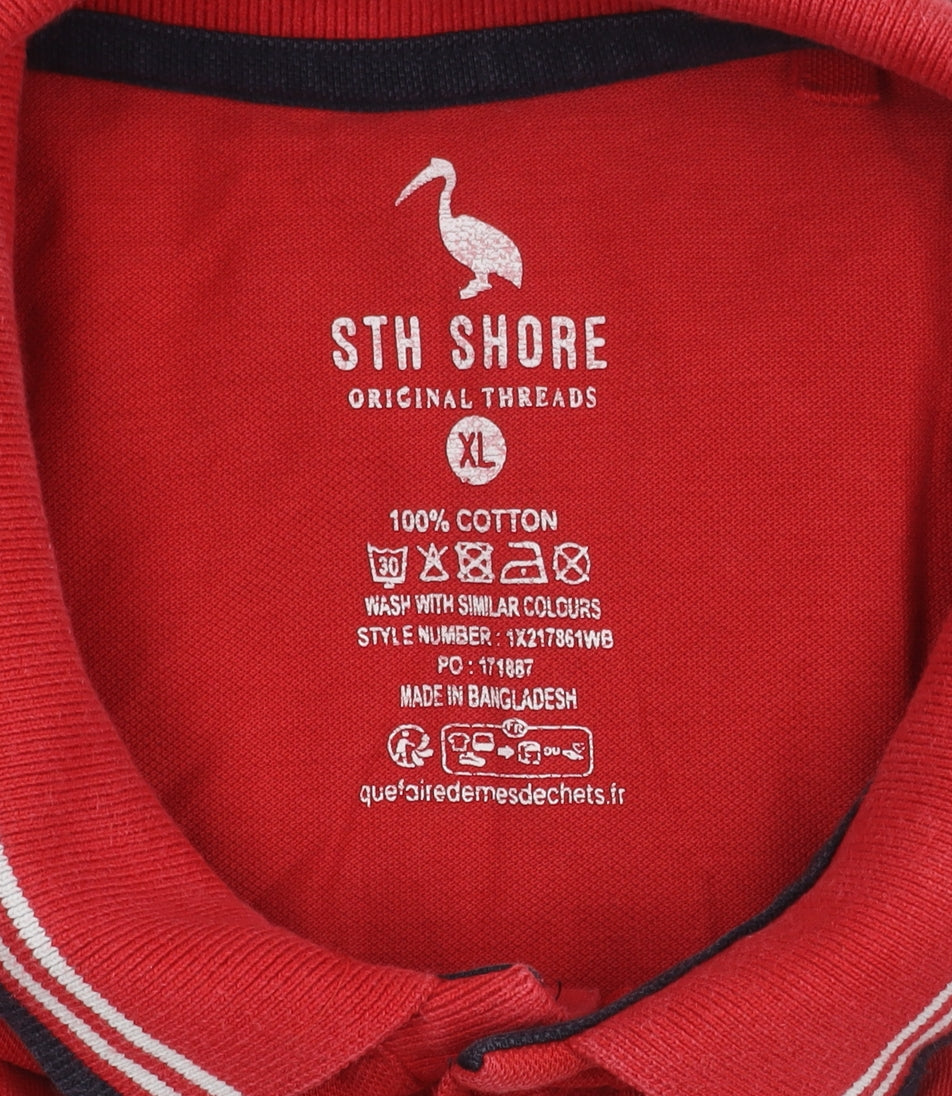 STH SHORE
ORIGINAL THREADS
XL
100% COTTON
30
WASH WITH SIMILAR COLOURS
STYLE NUMBER : 1X217861WB
PO : 171887
MADE IN BANGLADESH
FR
OU
quefairedemesdechets.fr